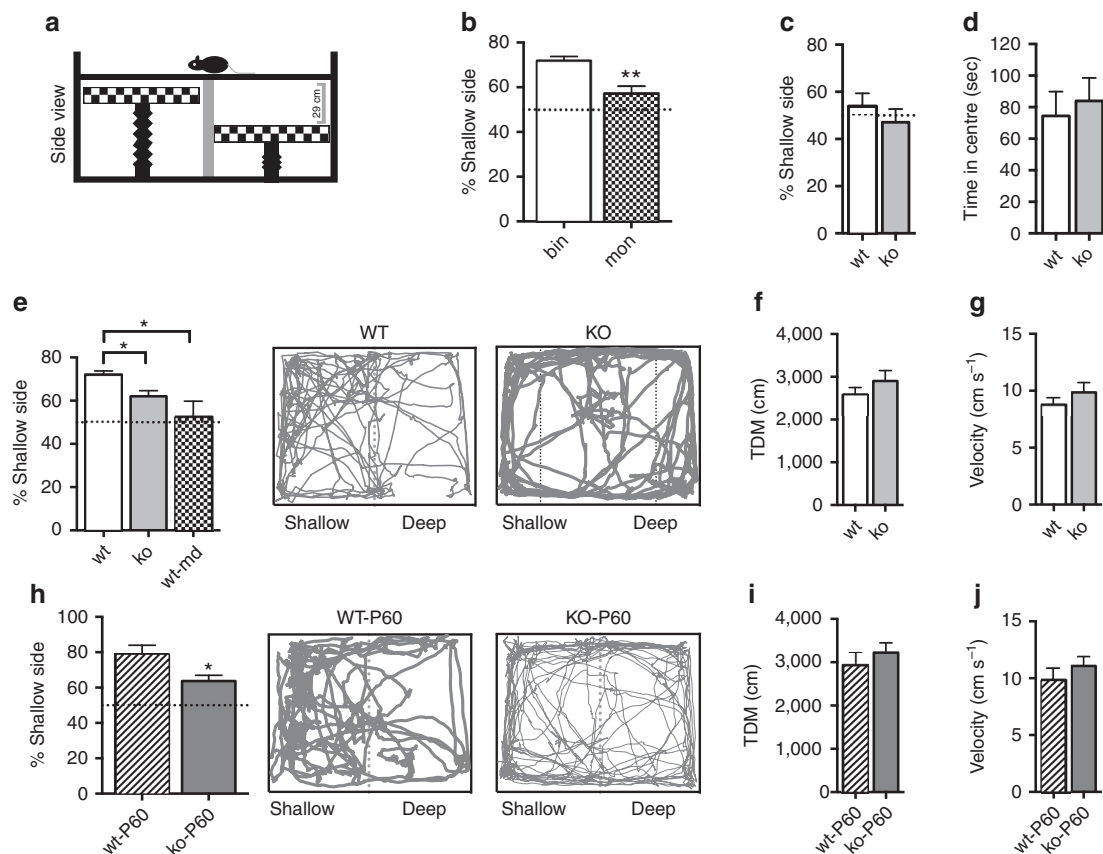 a
Side view
29 cm
b
% Shallow side
80
60
40
20
0
**
bin
mon
c
% Shallow side
80
60
40
20
0
wt
ko
d
Time in centre (sec)
120
100
80
60
40
20
0
wt
ko
e
% Shallow side
80
60
40
20
0
*
*
wt
ko
wt-md
WT
Shallow
Deep
KO
Shallow
Deep
f
TDM (cm)
4,000
3,000
2,000
1,000
0
wt
ko
g
Velocity (cm s⁻¹)
15
10
5
0
wt
ko
h
% Shallow side
100
80
60
40
20
0
*
wt-P60
ko-P60
WT-P60
Shallow
Deep
KO-P60
Shallow
Deep
i
TDM (cm)
4,000
3,000
2,000
1,000
0
wt-P60
ko-P60
j
Velocity (cm s⁻¹)
15
10
5
0
wt-P60
ko-P60